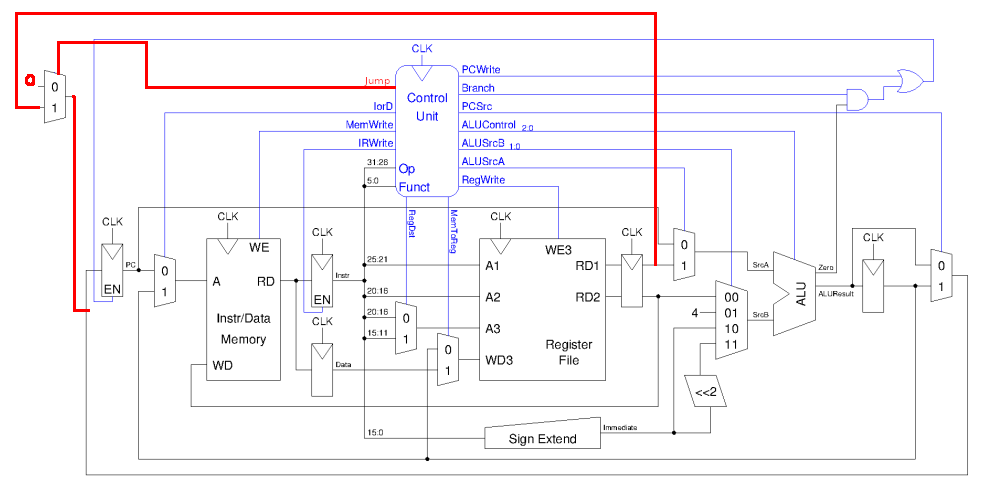 CLK
Jump
IorD
MemWrite
IRWrite
31:26
5:0
Control
Unit
Op
Funct
PCWrite
Branch
PCSrc
ALUControl 2:0
ALUSrcB 1:0
ALUSrcA
RegWrite
RegDst
MemToReg
0
0
1
CLK
PC
EN
0
1
CLK
WE
A
RD
Instr/Data
Memory
WD
CLK
Instr
EN
CLK
Data
25:21
20:16
20:16
15:11
15:0
0
1
0
1
CLK
WE3
A1
A2
A3
WD3
RD1
RD2
Register
File
CLK
0
1
00
01
10
11
4
<<2
Sign Extend
Immediate
SrcA
SrcB
ALU
Zero
ALUResult
CLK
0
1